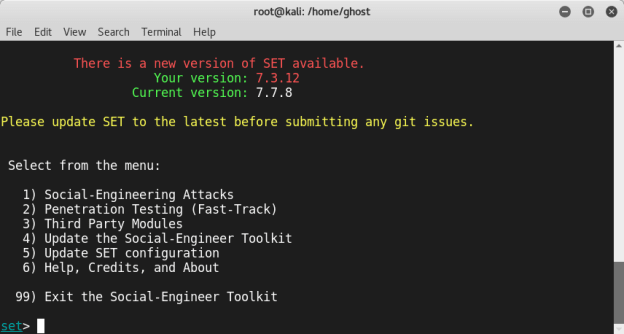 root@kali: /home/ghost
File Edit View Search Terminal Help
There is a new version of SET available.
Your version: 7.3.12
Current version: 7.7.8
Please update SET to the latest before submitting any git issues.
Select from the menu:
1) Social-Engineering Attacks
2) Penetration Testing (Fast-Track)
3) Third Party Modules
4) Update the Social-Engineer Toolkit
5) Update SET configuration
6) Help, Credits, and About
99) Exit the Social-Engineer Toolkit
set>